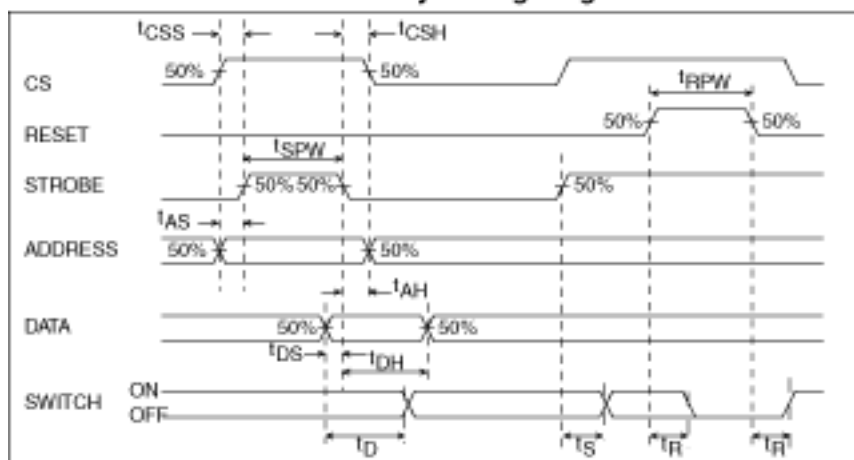 tCSS tCSH
CS 50% 50% tRPW
RESET 50% 50%
tSPW
STROBE 50% 50% 50%
tAS
ADDRESS 50% 50%
tAH
DATA 50% 50%
tDS tDH
SWITCH ON
OFF
tD tS tR tR